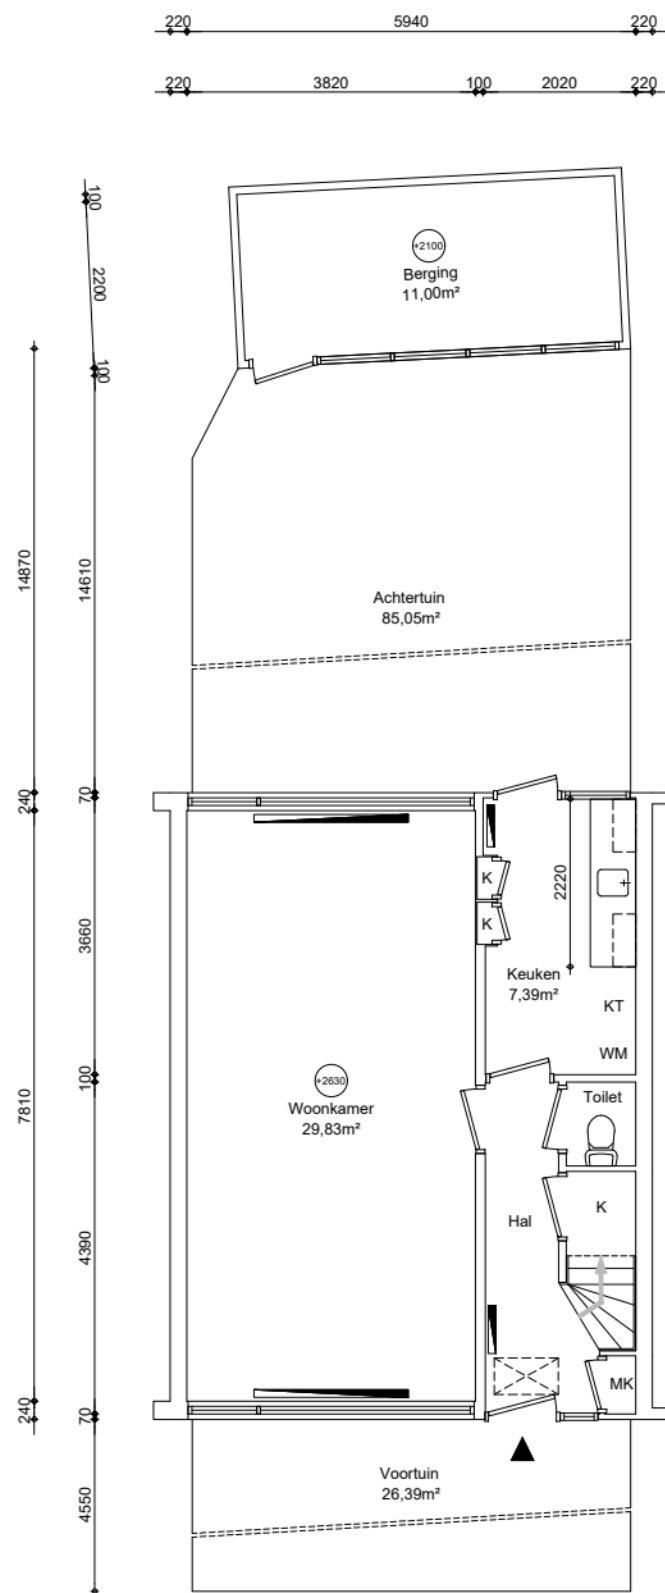 220 5940 220
220 3820 100 2020 220
100
2200
100
+2100
Berging
11,00m²
14870
14610
Achtertuin
85,05m²
240
70
K
K
2220
3660
Keuken
7,39m²
KT
WM
100
7810
+2630
Woonkamer
29,83m²
Toilet
K
Hal
4390
MK
240
70
Voortuin
26,39m²
4550